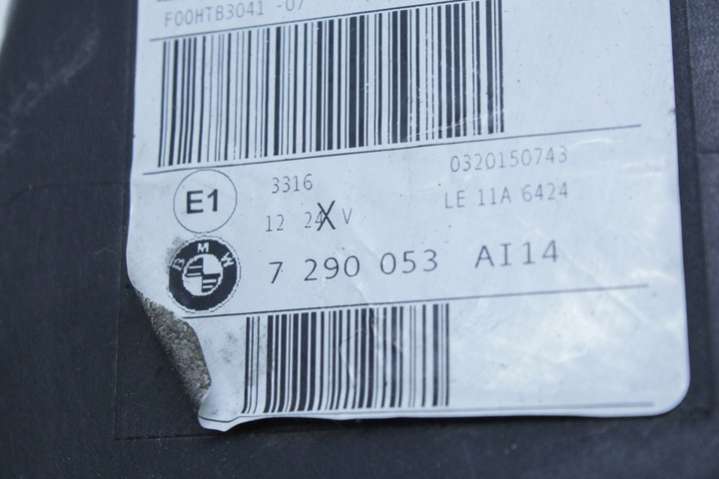 F00HTB3041 -07
E1 3316 0320150743
12 24 V LE 11A 6424
BMW 7 290 053 AI14